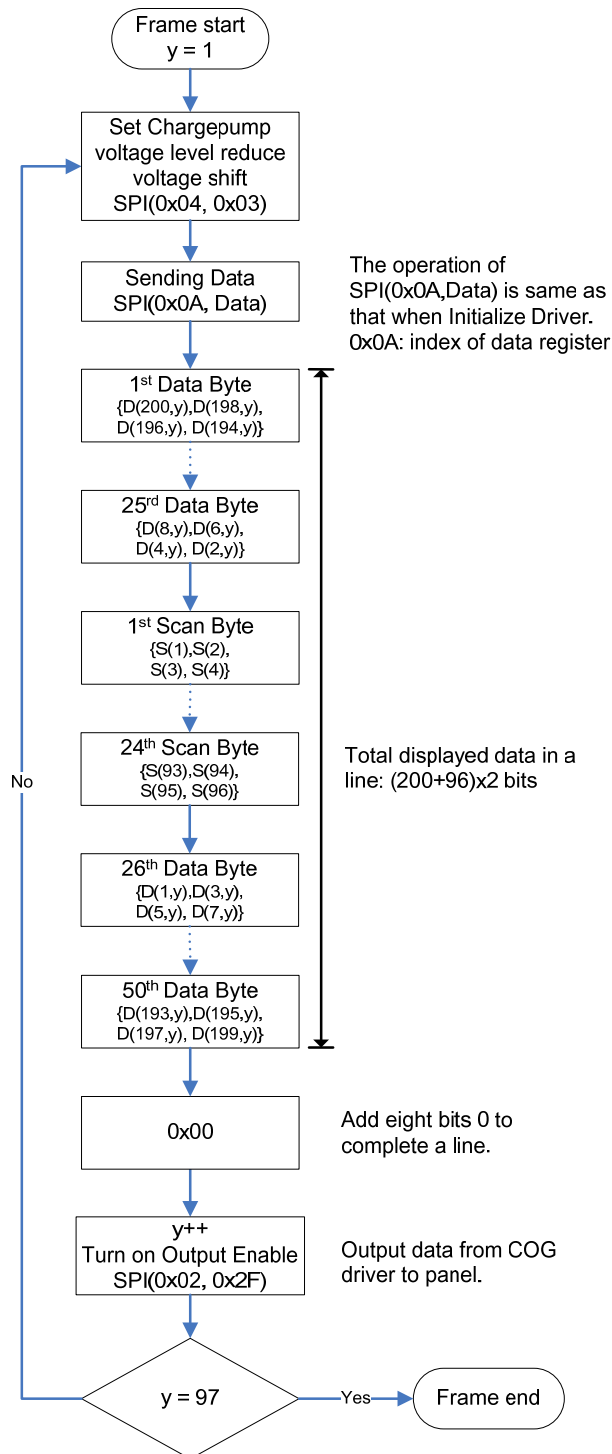 Frame start
y = 1
Set Chargepump
voltage level reduce
voltage shift
SPI(0x04, 0x03)
Sending Data
SPI(0x0A, Data)
The operation of
SPI(0x0A,Data) is same as
that when Initialize Driver.
0x0A: index of data register
1st Data Byte
{D(200,y),D(198,y),
D(196,y), D(194,y)}
25rd Data Byte
{D(8,y),D(6,y),
D(4,y), D(2,y)}
1st Scan Byte
{S(1),S(2),
S(3), S(4)}
24th Scan Byte
{S(93),S(94),
S(95), S(96)}
Total displayed data in a
line: (200+96)x2 bits
No
26th Data Byte
{D(1,y),D(3,y),
D(5,y), D(7,y)}
50th Data Byte
{D(193,y),D(195,y),
D(197,y), D(199,y)}
0x00
Add eight bits 0 to
complete a line.
y++
Turn on Output Enable
SPI(0x02, 0x2F)
Output data from COG
driver to panel.
y = 97
Yes
Frame end